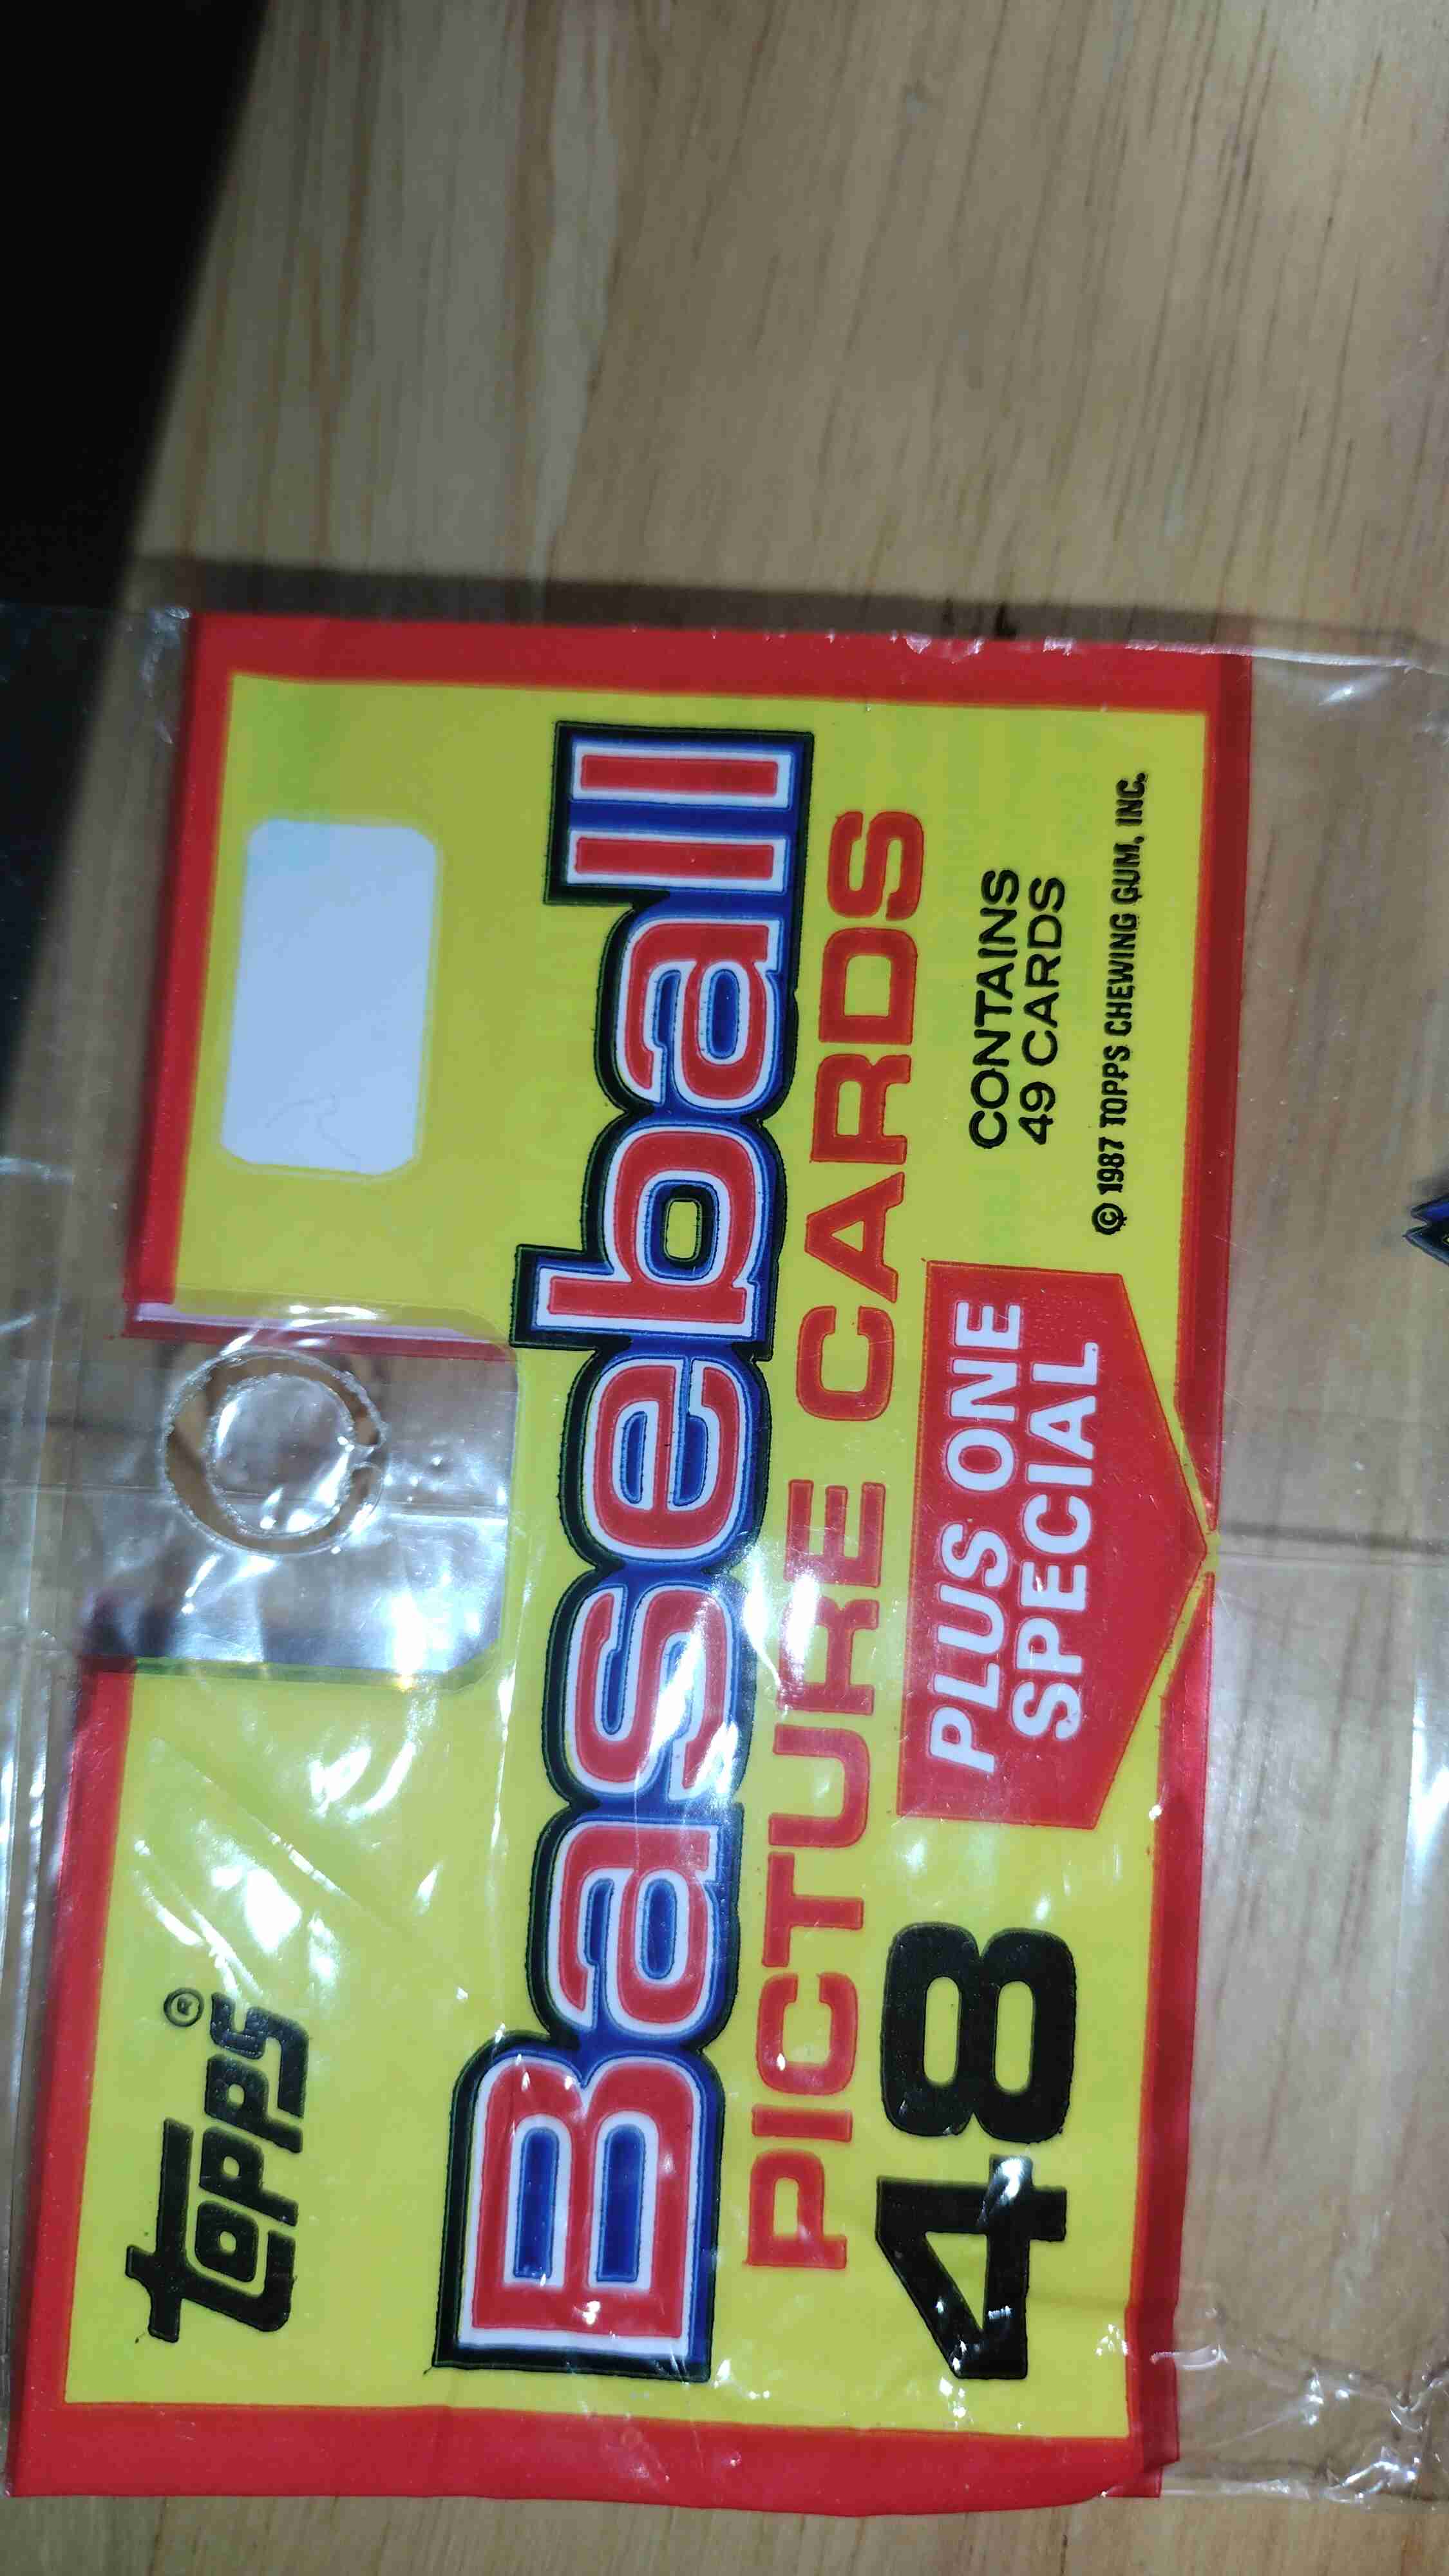 TOPPS®
Baseball
PICTURE CARDS
48
PLUS ONE
SPECIAL
CONTAINS
49 CARDS
© 1987 TOPPS CHEWING GUM, INC.